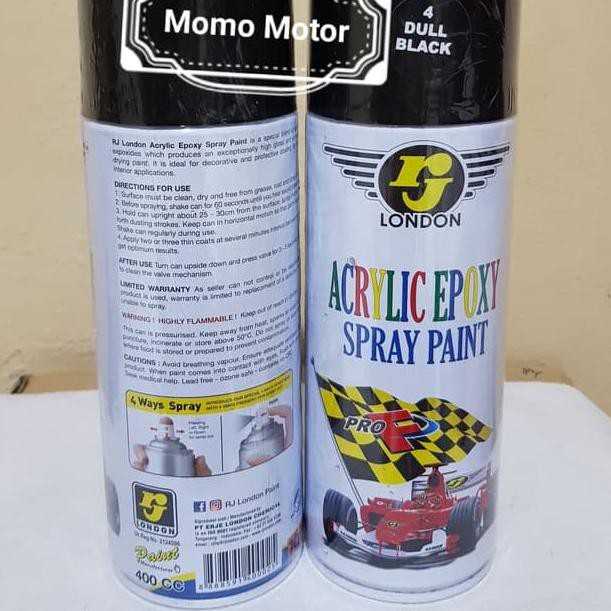 Momo Motor
4
DULL
BLACK
RJ London Acrylic Epoxy Spray Paint is a special blend
expoxides which produces an exceptionally high gloss
drying paint. It is ideal for decorative and protective coating
interior applications.
DIRECTIONS FOR USE
1. Surface must be clean, dry and free from grease, rust and
2. Before spraying, shake can for 60 seconds until you hear
3. Hold can upright about 25 - 30cm from the surface,
forth dusting strokes. Keep can in horizontal motion
Shake can regularly during use.
4. Apply two or three thin coats at several minutes interval
get optimum results.
AFTER USE Turn can upside down and press valve for 3 -
to clean the valve mechanism.
LIMITED WARRANTY As seller can not control
product is used, warranty is limited to replacement of
unable to spray.
WARNING! HIGHLY FLAMMABLE! Keep out of reach
This can is pressurised. Keep away from heat,
puncture, incinerate or store above 50°C. Do not
where food is stored or prepared to prevent
CAUTIONS : Avoid breathing vapour. Ensure adequate
product. When paint comes into contact with eyes,
Seek medical help. Lead free - ozone safe -
4 Ways Spray
rj
LONDON
RJ London Paint
PT ERJE LONDON CHEMICAL
Paint
Manufacturer
400 CC
rj
LONDON
ACRYLIC EPOXY
SPRAY PAINT
PRO